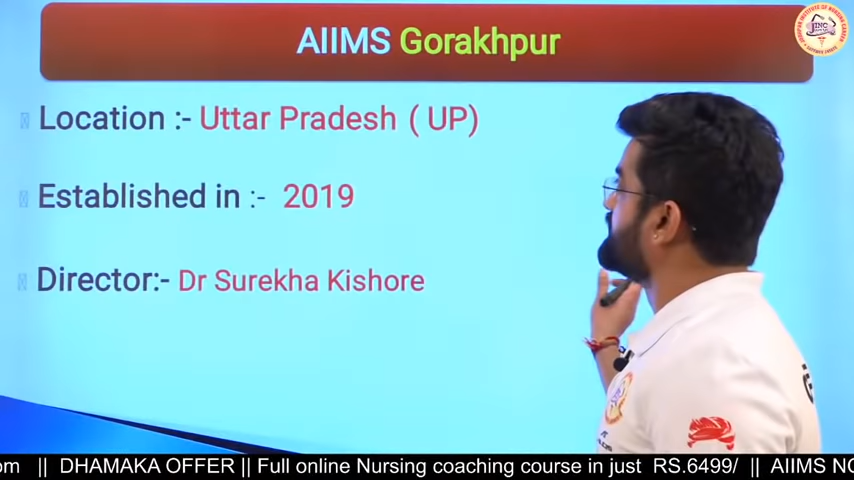 AIIMS Gorakhpur
Location :- Uttar Pradesh ( UP)
Established in :- 2019
Director:- Dr Surekha Kishore
om || DHAMAKA OFFER || Full online Nursing coaching course in just RS.6499/ || AIIMS NO